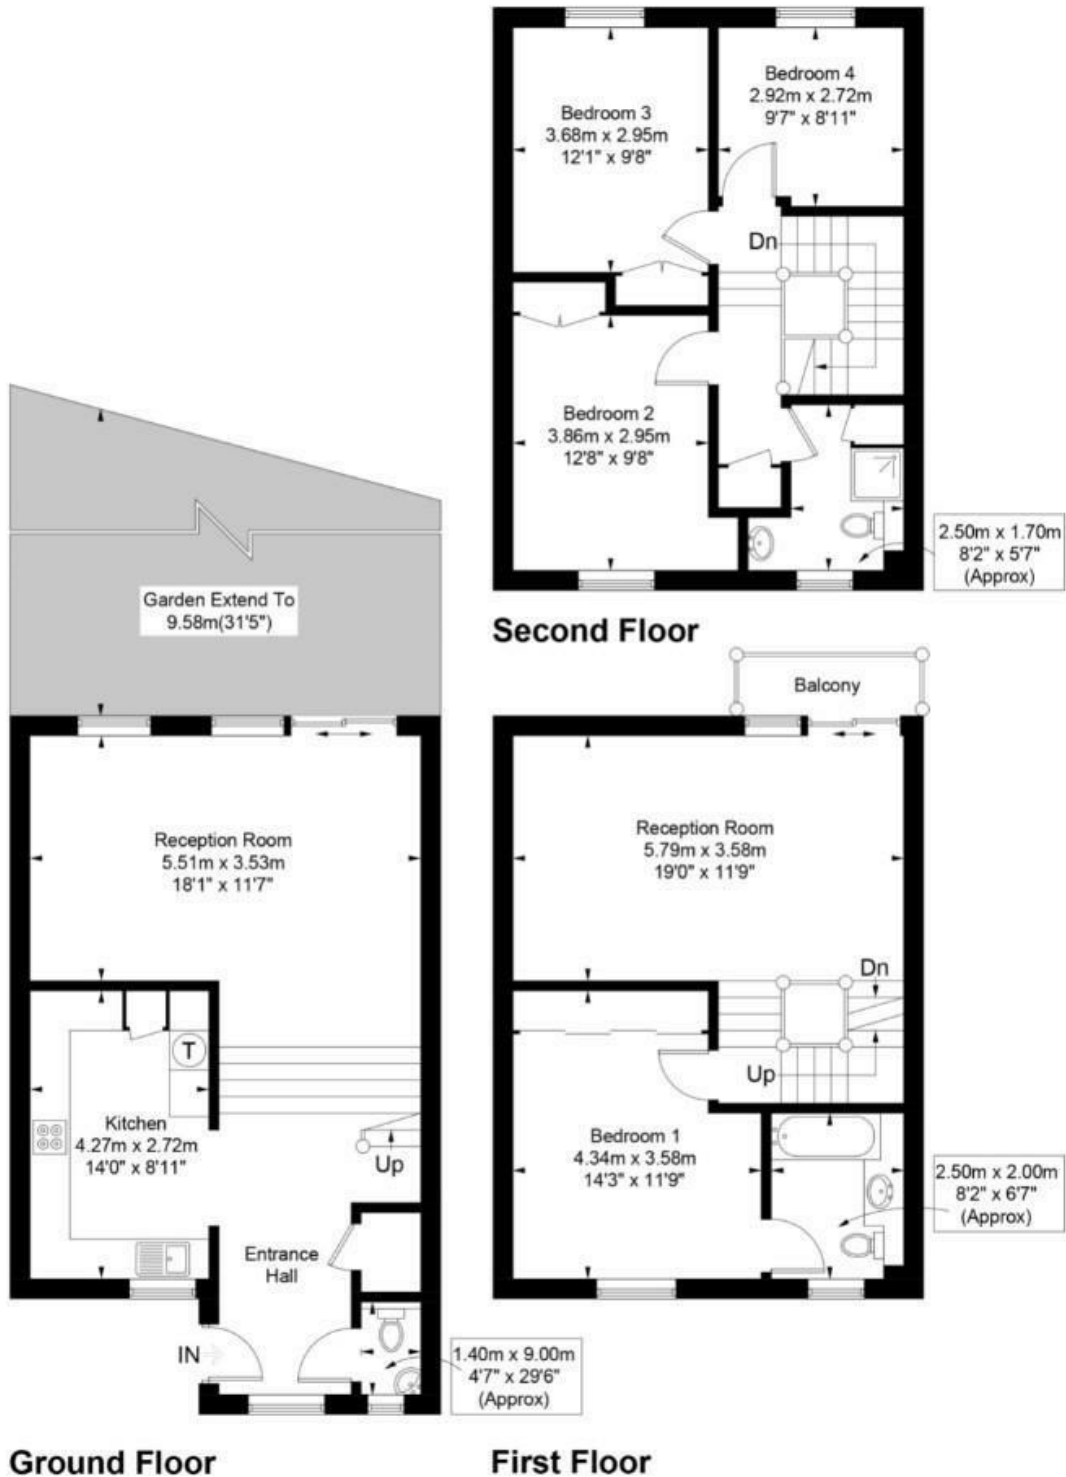 Bedroom 3
3.68m x 2.95m
12'1" x 9'8"
Bedroom 4
2.92m x 2.72m
9'7" x 8'11"
Dn
Bedroom 2
3.86m x 2.95m
12'8" x 9'8"
2.50m x 1.70m
8'2" x 5'7"
(Approx)
Second Floor
Garden Extend To
9.58m(31'5")
Reception Room
5.51m x 3.53m
18'1" x 11'7"
T
Kitchen
4.27m x 2.72m
14'0" x 8'11"
Up
Entrance
Hall
IN
1.40m x 9.00m
4'7" x 29'6"
(Approx)
Ground Floor
Balcony
Reception Room
5.79m x 3.58m
19'0" x 11'9"
Dn
Up
Bedroom 1
4.34m x 3.58m
14'3" x 11'9"
2.50m x 2.00m
8'2" x 6'7"
(Approx)
First Floor